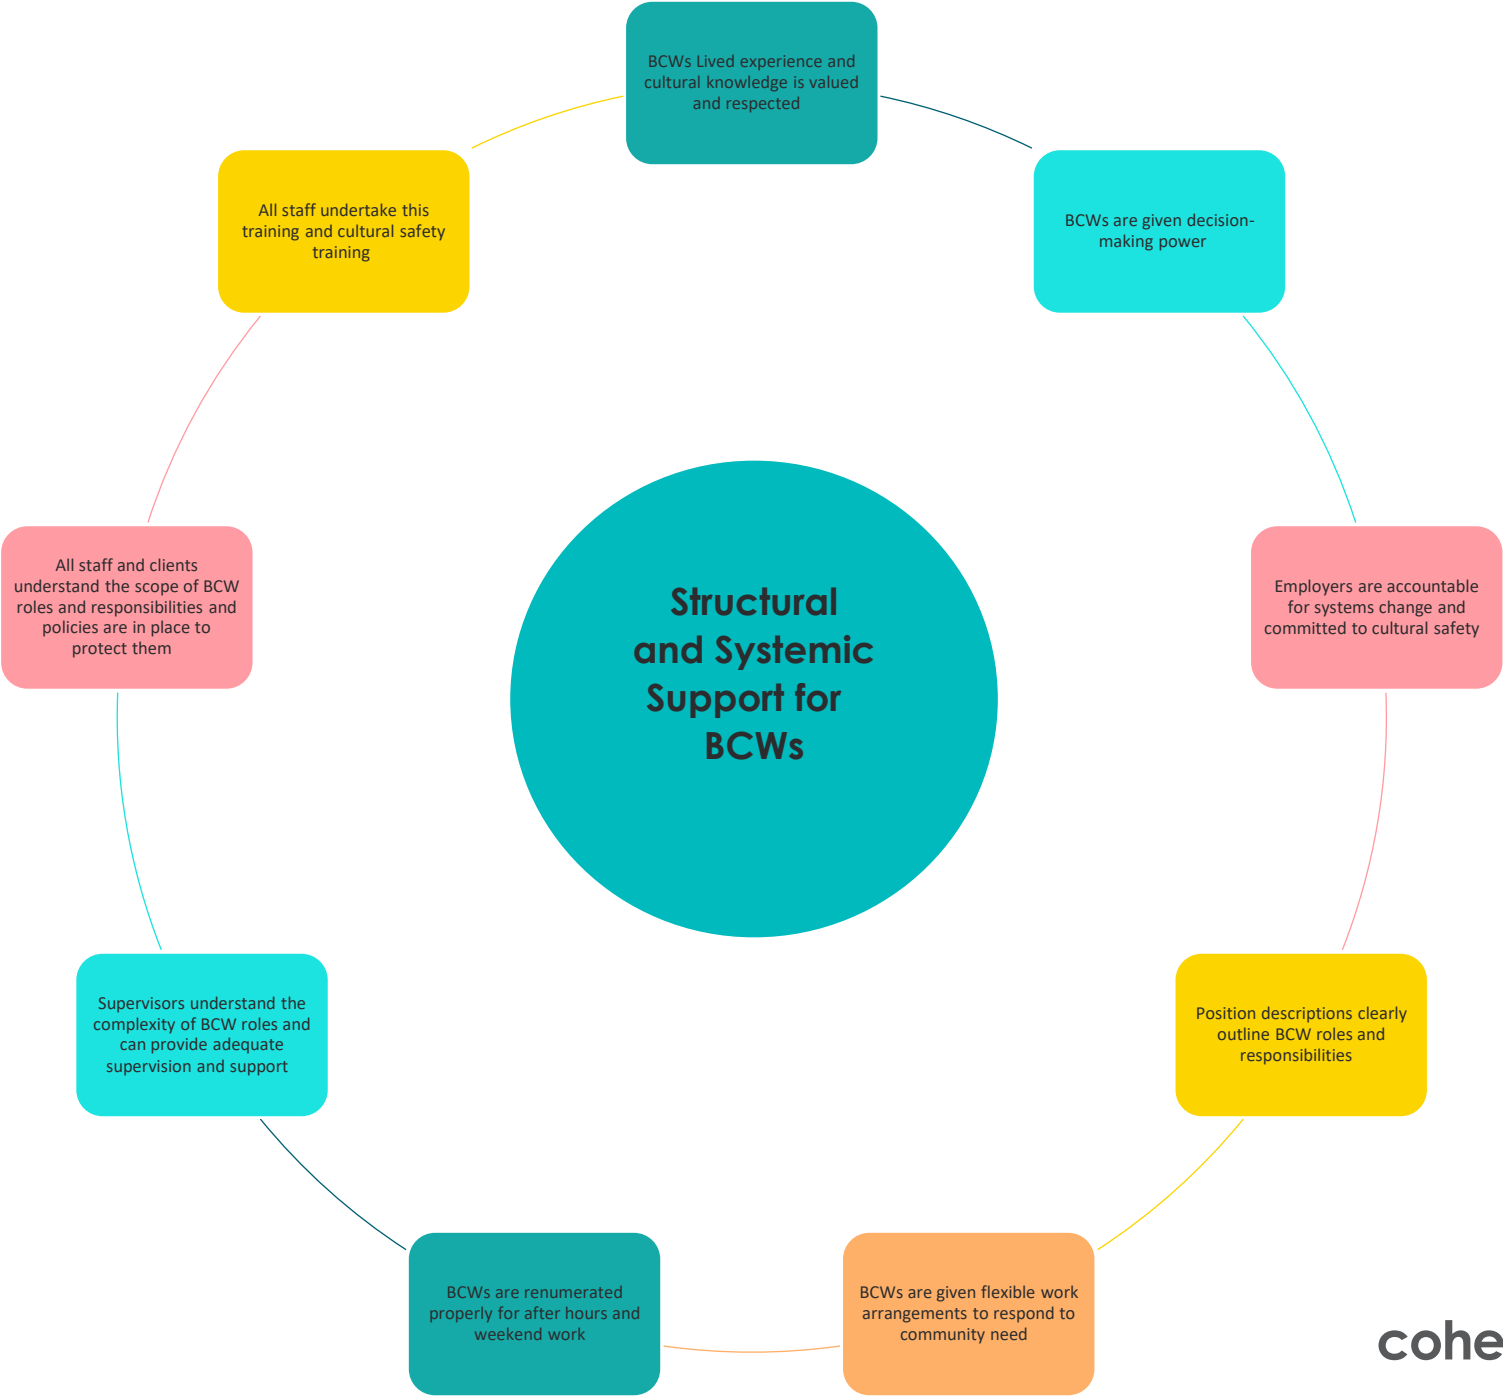 BCWs Lived experience and
cultural knowledge is valued
and respected
BCWs are given decision-
making power
Employers are accountable
for systems change and
committed to cultural safety
Position descriptions clearly
outline BCW roles and
responsibilities
BCWs are given flexible work
arrangements to respond to
community need
BCWs are renumerated
properly for after hours and
weekend work
Supervisors understand the
complexity of BCW roles and
can provide adequate
supervision and support
All staff and clients
understand the scope of BCW
roles and responsibilities and
policies are in place to
protect them
All staff undertake this
training and cultural safety
training
Structural
and Systemic
Support for
BCWs
cohe